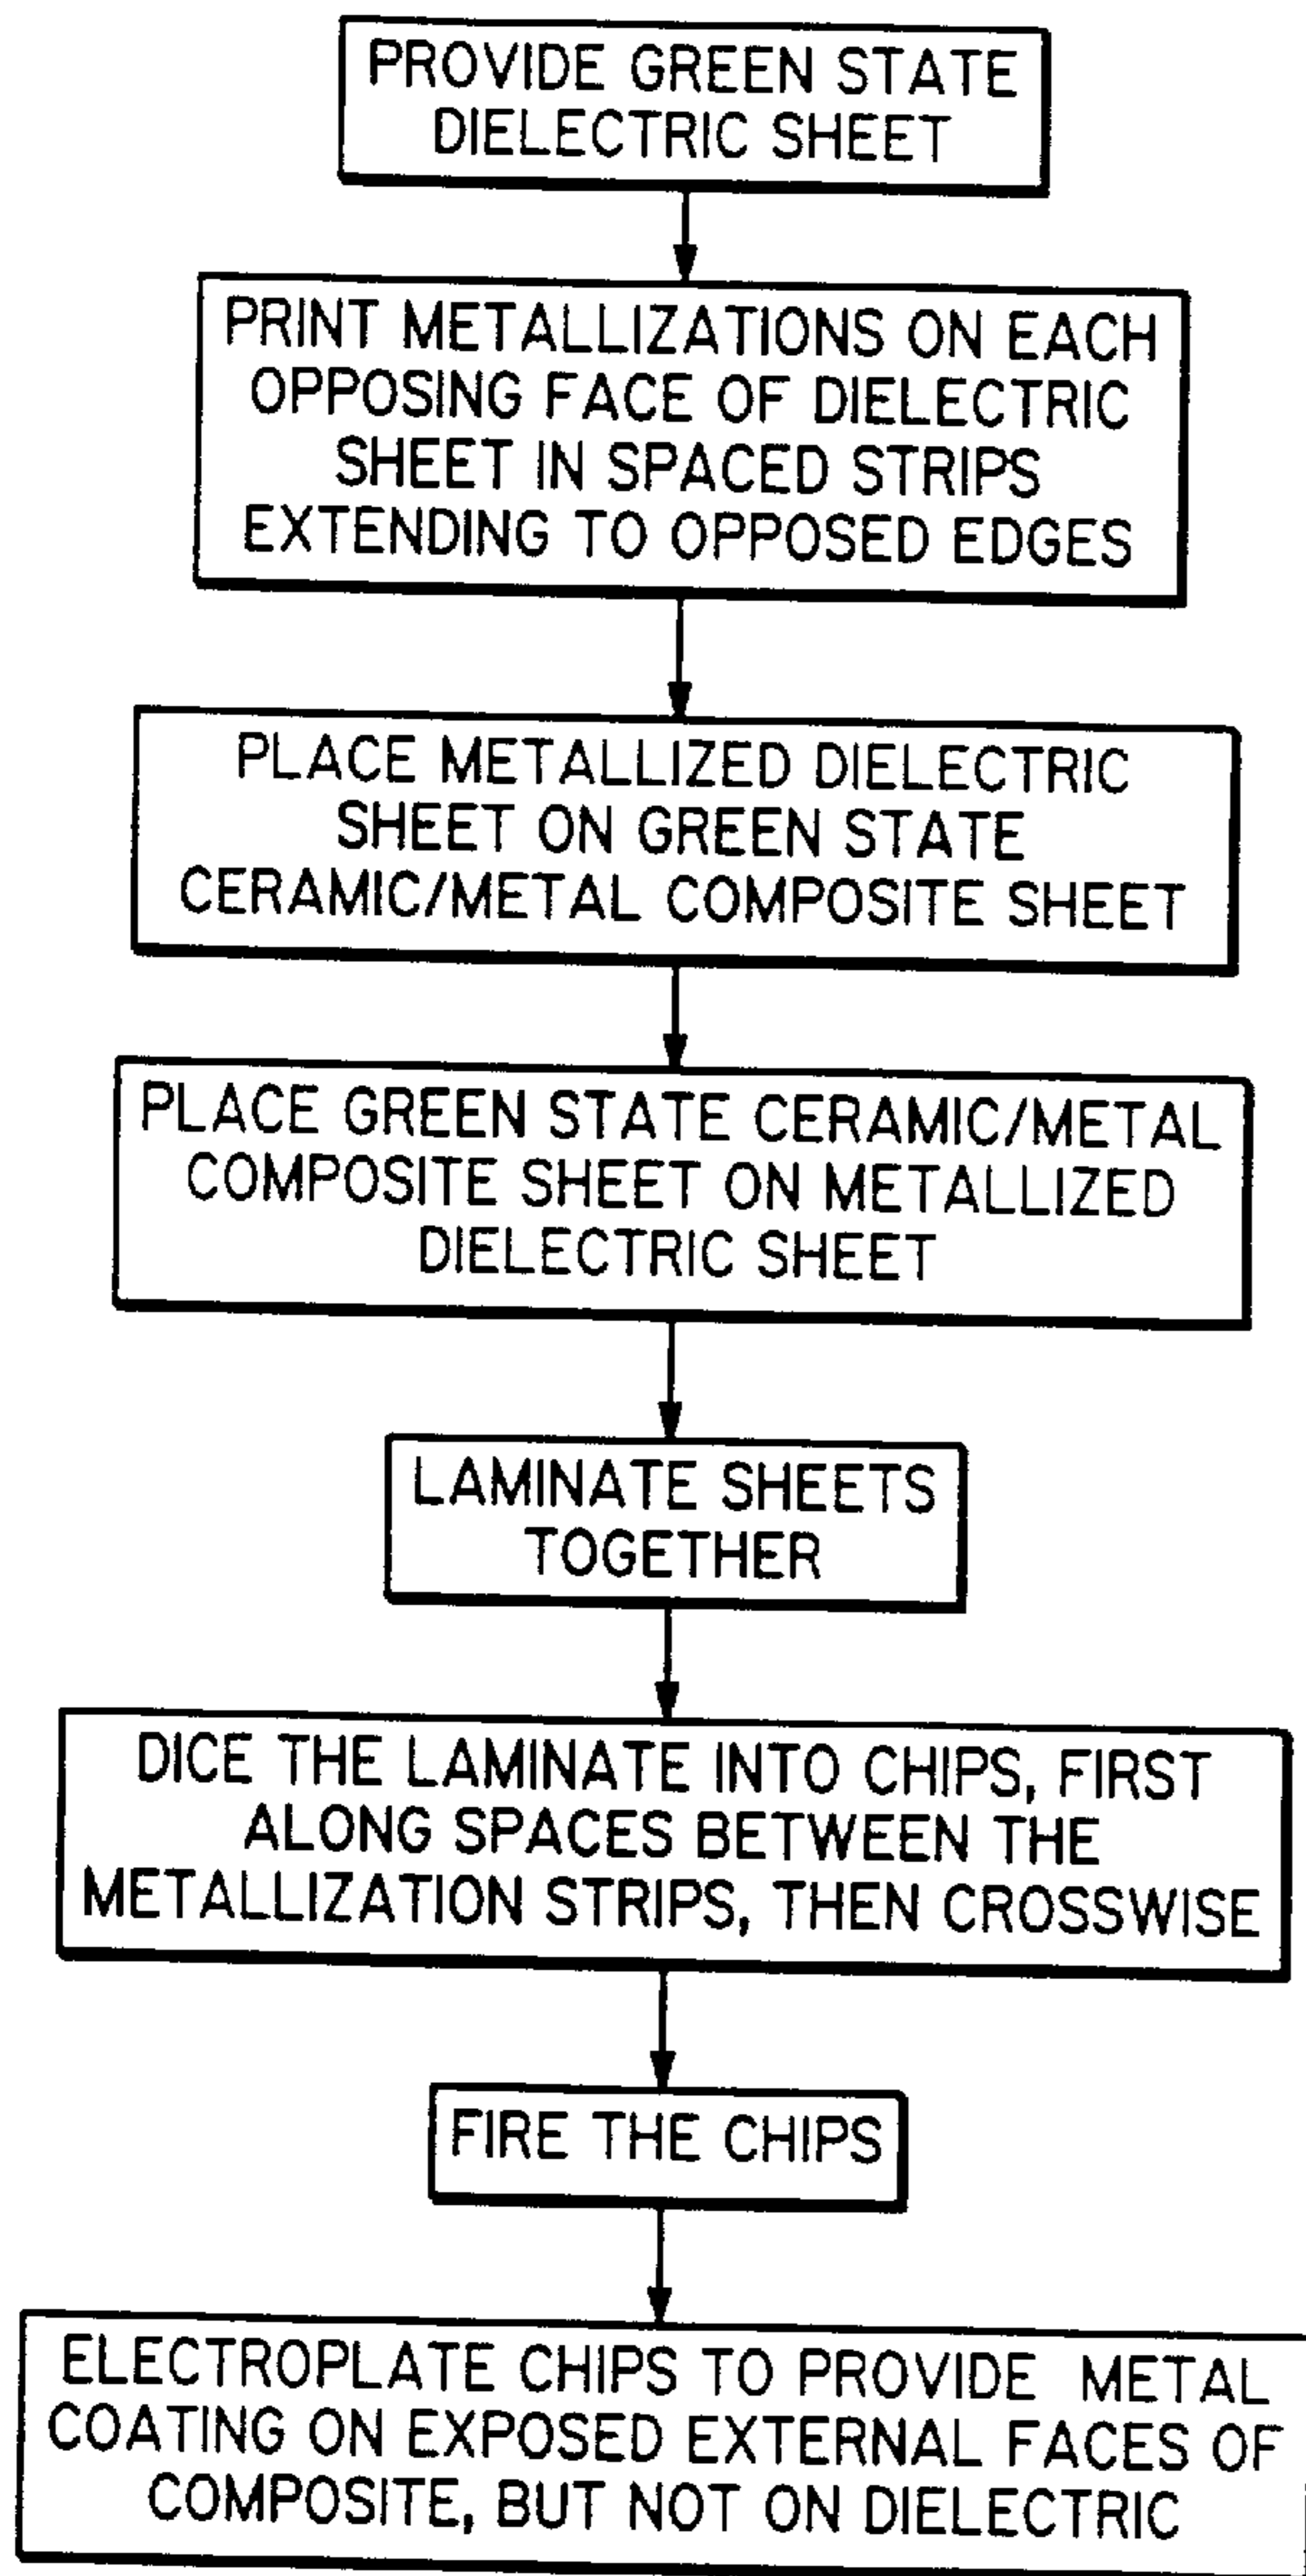 PROVIDE GREEN STATE
DIELECTRIC SHEET
PRINT METALLIZATIONS ON EACH
OPPOSING FACE OF DIELECTRIC
SHEET IN SPACED STRIPS
EXTENDING TO OPPOSED EDGES
PLACE METALLIZED DIELECTRIC
SHEET ON GREEN STATE
CERAMIC/METAL COMPOSITE SHEET
PLACE GREEN STATE CERAMIC/METAL
COMPOSITE SHEET ON METALLIZED
DIELECTRIC SHEET
LAMINATE SHEETS
TOGETHER
DICE THE LAMINATE INTO CHIPS, FIRST
ALONG SPACES BETWEEN THE
METALLIZATION STRIPS, THEN CROSSWISE
FIRE THE CHIPS
ELECTROPLATE CHIPS TO PROVIDE METAL
COATING ON EXPOSED EXTERNAL FACES OF
COMPOSITE, BUT NOT ON DIELECTRIC